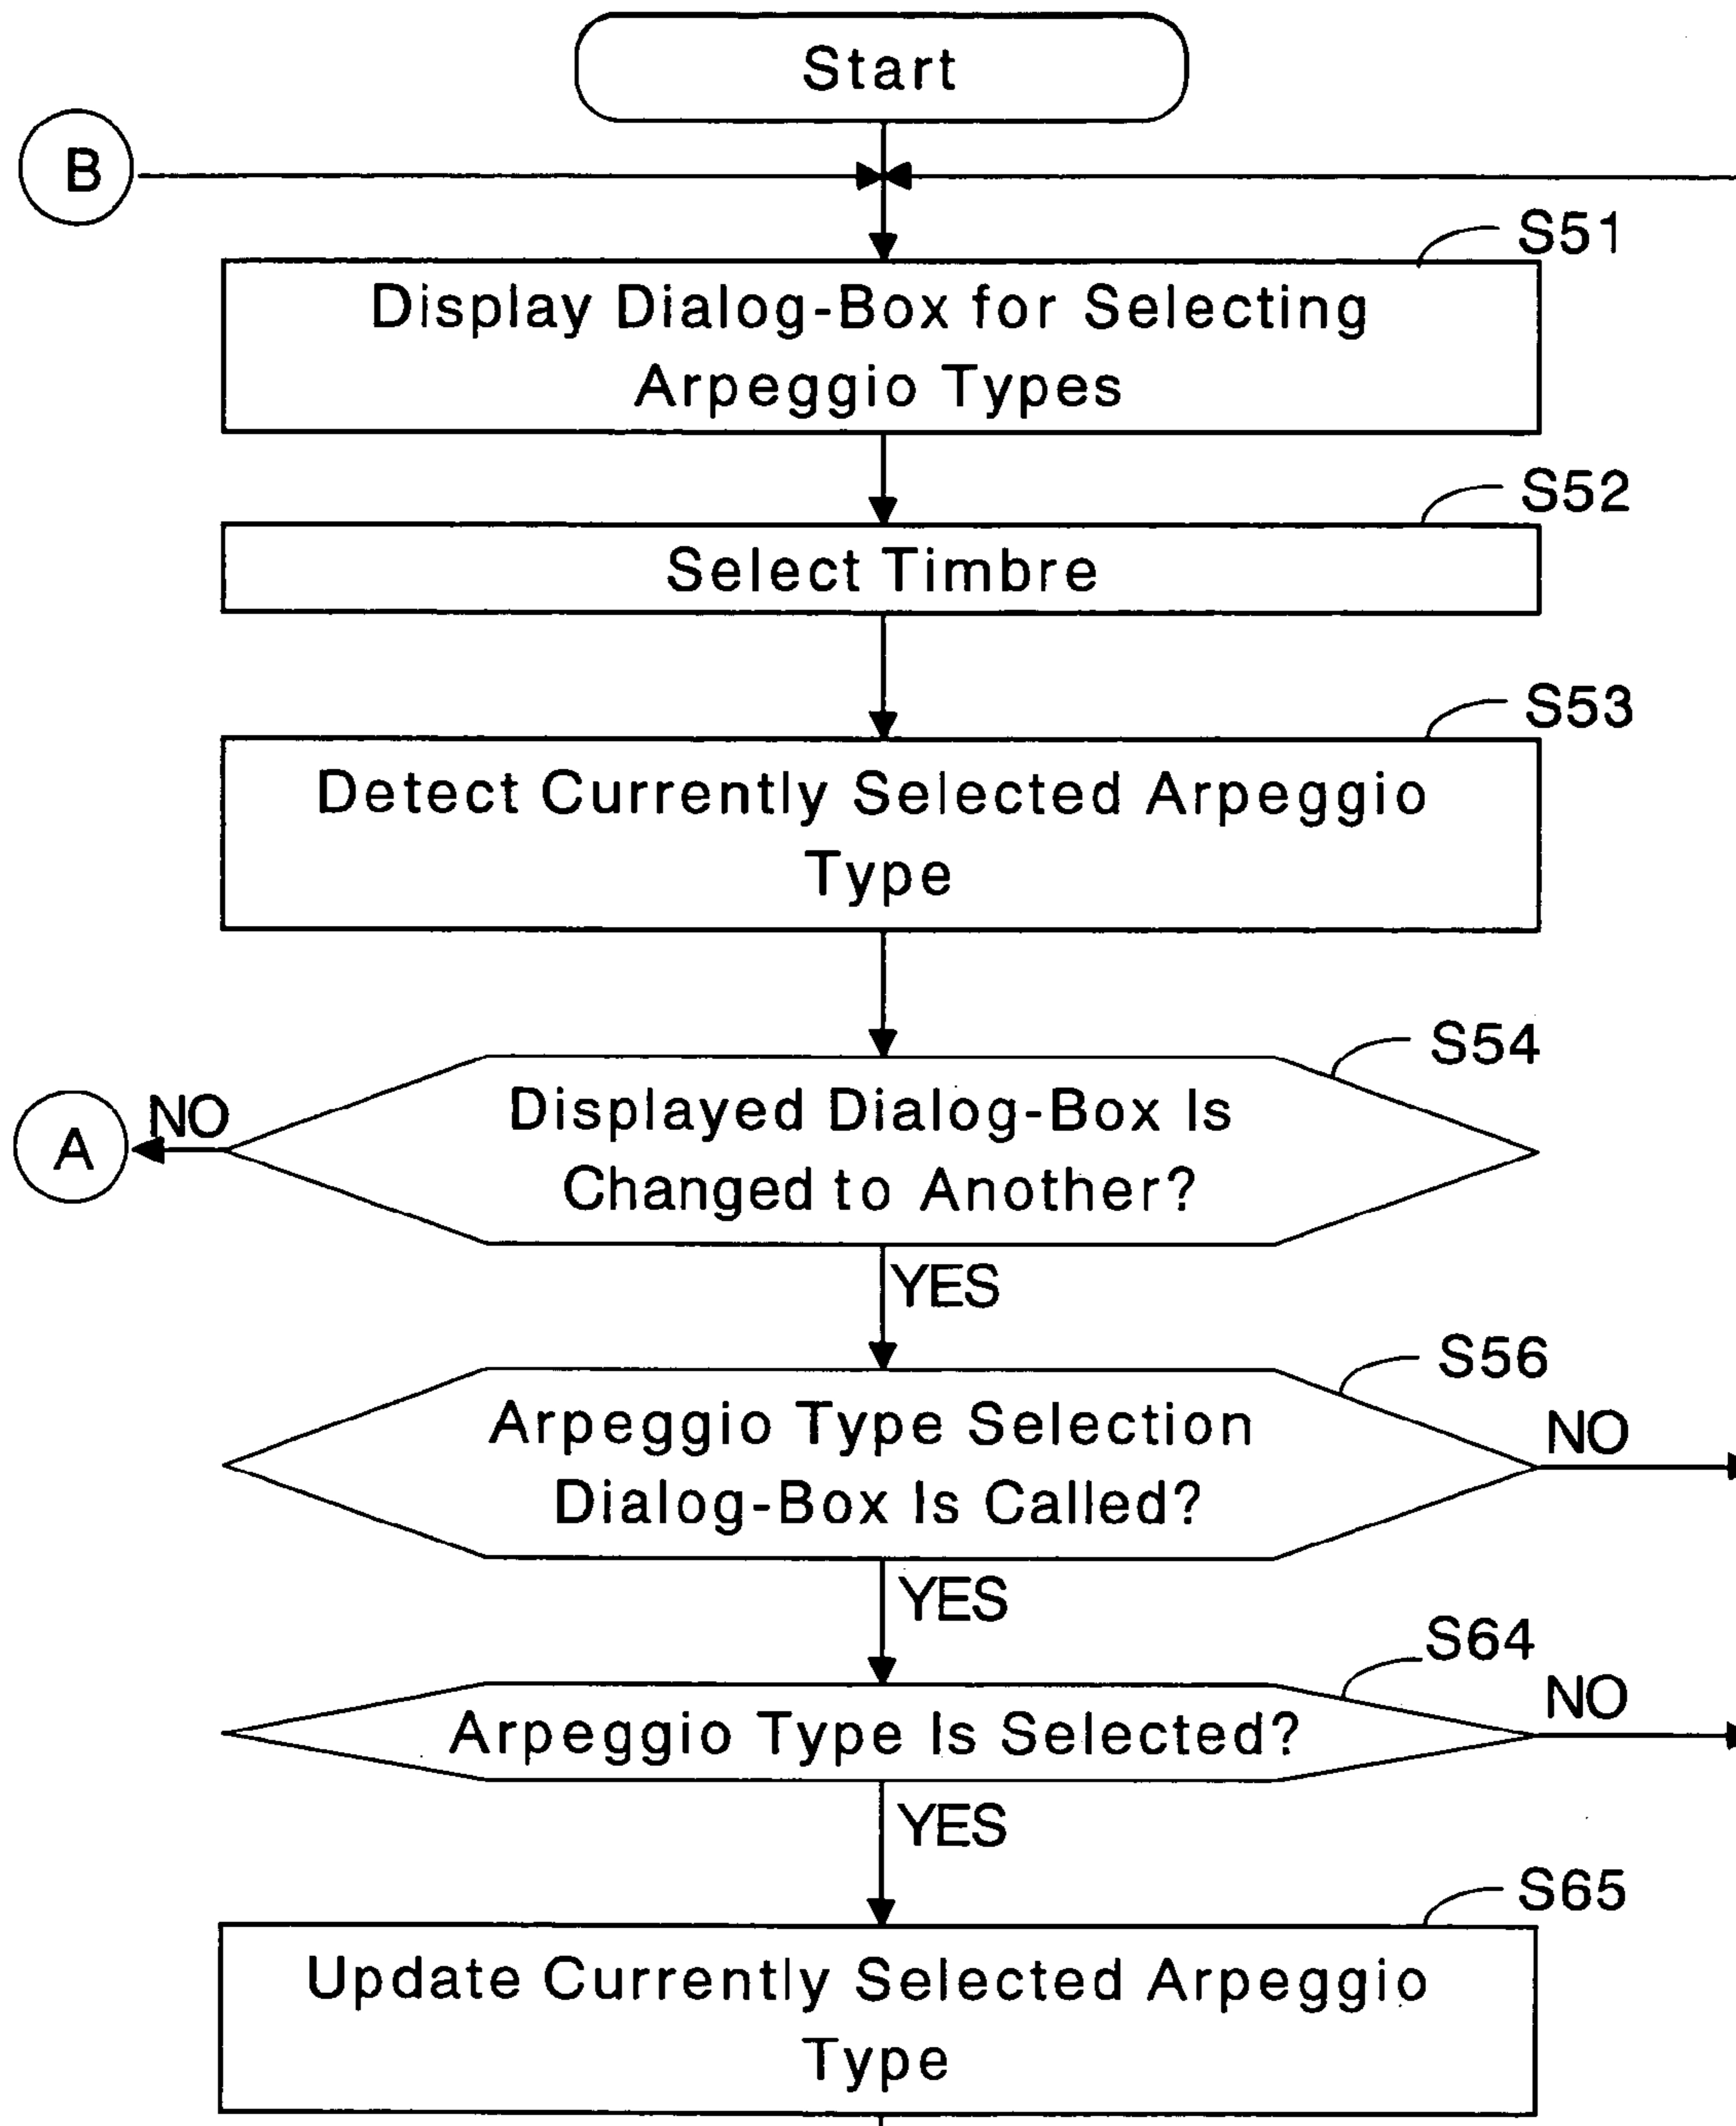 Start
B
S51
Display Dialog-Box for Selecting
Arpeggio Types
S52
Select Timbre
S53
Detect Currently Selected Arpeggio
Type
S54
Displayed Dialog-Box Is
Changed to Another?
NO
A
YES
S56
Arpeggio Type Selection
Dialog-Box Is Called?
NO
YES
S64
Arpeggio Type Is Selected?
NO
YES
S65
Update Currently Selected Arpeggio
Type